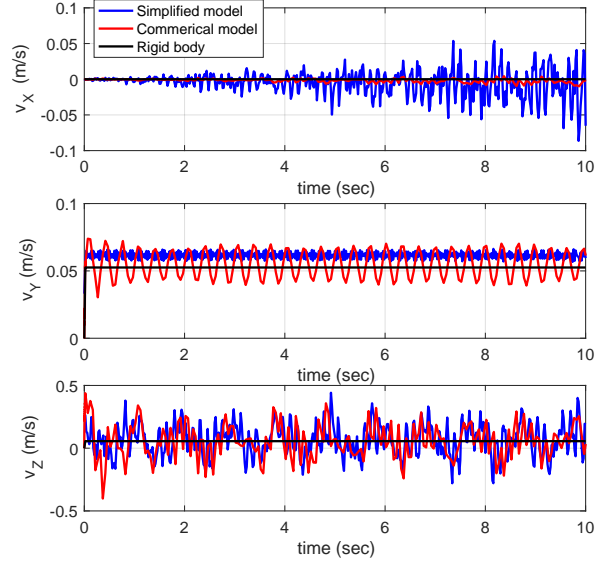 Simplified model
Commerical model
Rigid body
0.1
0.05
0
-0.05
-0.1
v_X (m/s)
0 2 4 6 8 10
time (sec)
0.1
0.05
0
v_Y (m/s)
0 2 4 6 8 10
time (sec)
0.5
0
-0.5
v_Z (m/s)
0 2 4 6 8 10
time (sec)